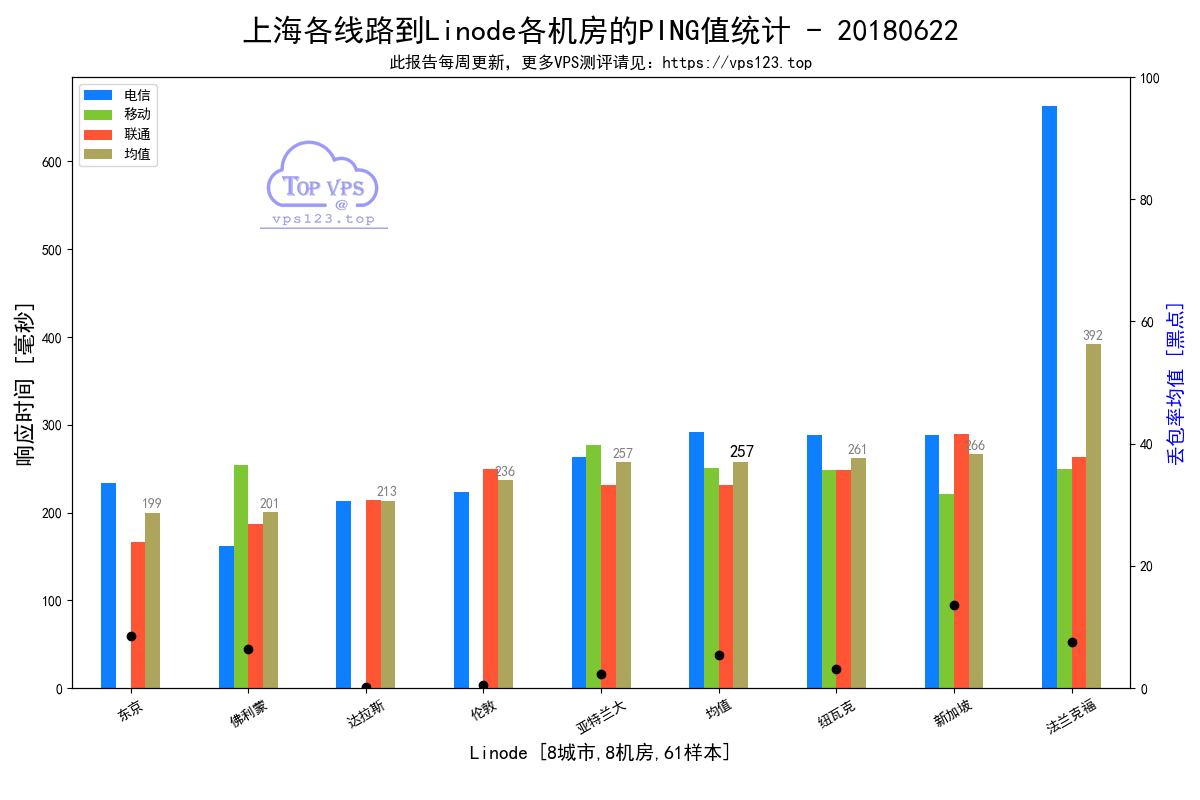 上海各线路到Linode各机房的PING值统计 - 20180622
此报告每周更新，更多VPS测评请见：https://vps123.top
电信
移动
联通
均值
TOP VPS
@
vps123.top
响应时间 [毫秒]
600
500
400
300
200
100
0
199
201
213
236
257
257
261
266
392
100
80
60
40
20
0
丢包率均值 [黑点]
东京
佛利蒙
达拉斯
伦敦
亚特兰大
均值
纽瓦克
新加坡
法兰克福
Linode [8城市,8机房,61样本]